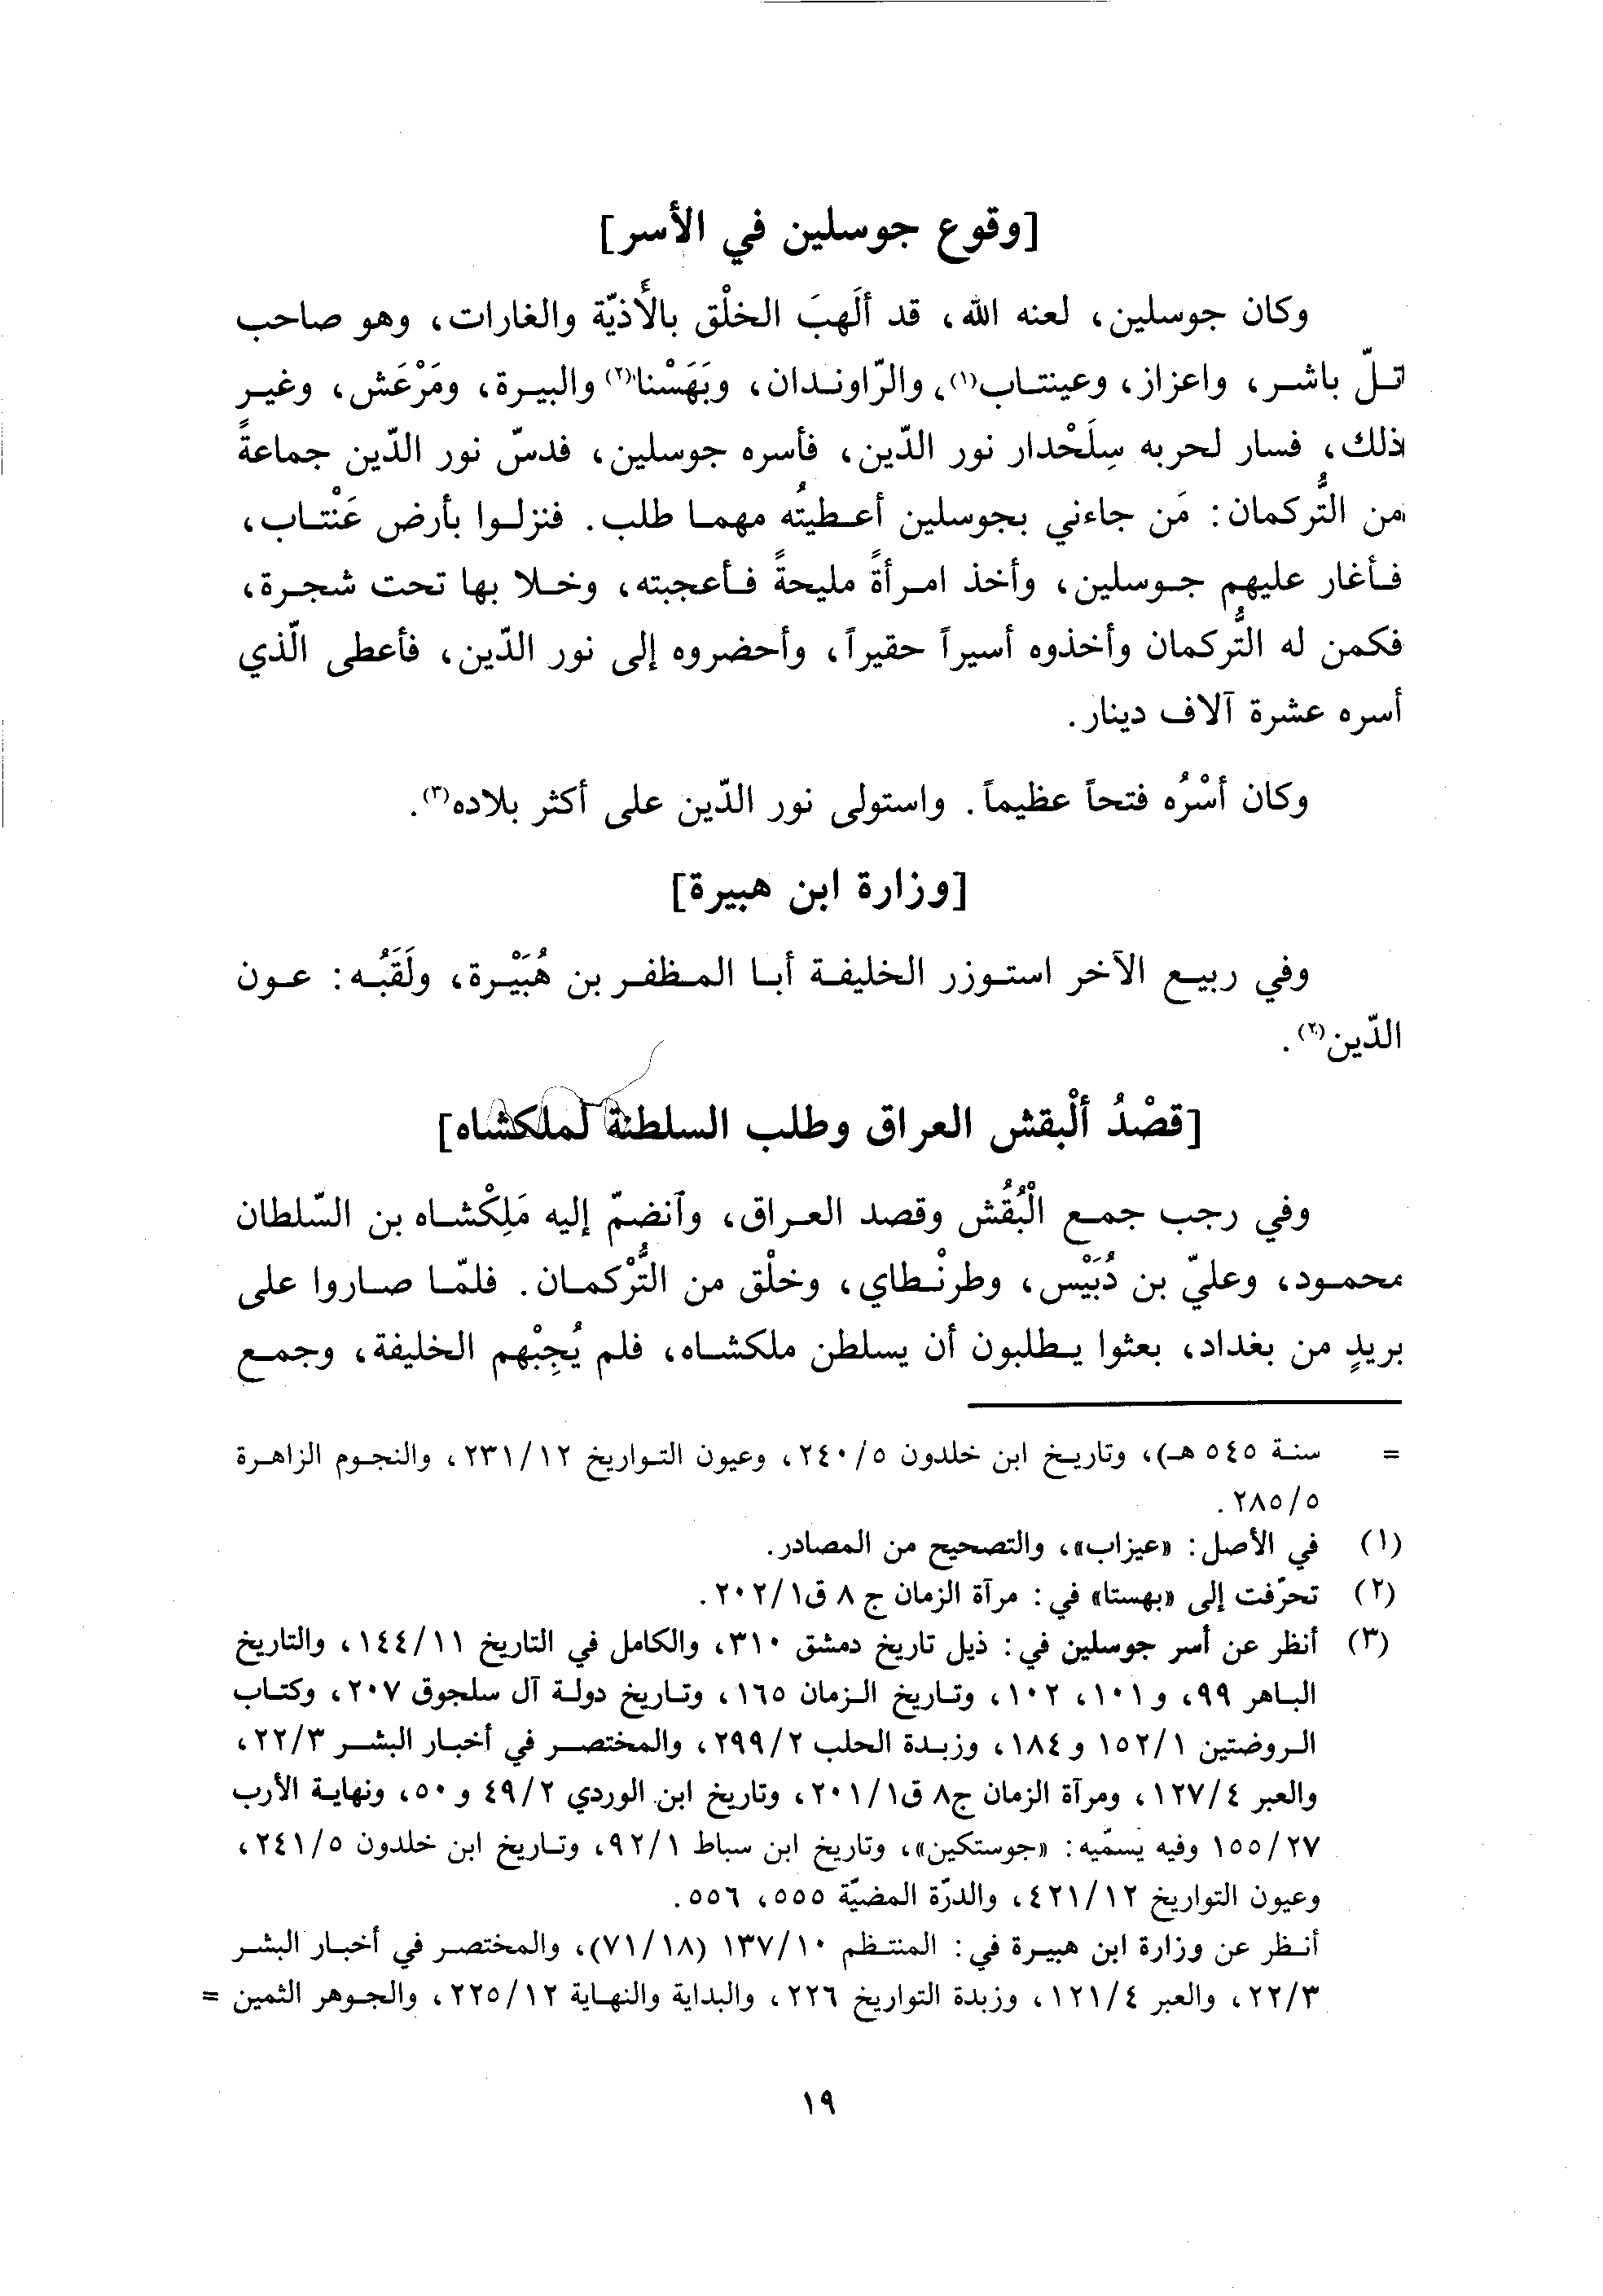 [وقوع جوسلين في الأسر]
وكان جوسلين، لعنه الله، قد ألَهبَ الخلْق بالأَذيّة والغارات، وهو صاحب
تلّ باشر، واعزاز، وعينتاب(١)، والرّاوندان، وبَهَسْنا(٢) والبيرة، ومَرْعَش، وغير
ذلك، فسار لحربه سِلَحْدار نور الدّين، فأسره جوسلين، فدسّ نور الدّين جماعةً
من التُّركمان: مَن جاءني بجوسلين أعطيتُه مهما طلب. فنزلوا بأرض عَنْتاب،
فأغار عليهم جوسلين، وأخذ امرأةً مليحةً فأعجبته، وخلا بها تحت شجرة،
فكمن له التُّركمان وأخذوه أسيراً حقيراً، وأحضروه إلى نور الدّين، فأعطى الّذي
أسره عشرة آلاف دينار.
وكان أسْرُه فتحاً عظيماً. واستولى نور الدّين على أكثر بلاده(٣).
[وزارة ابن هبيرة]
وفي ربيع الآخر استوزر الخليفة أبا المظفر بن هُبَيْرة، ولَقَبُه: عون
الدّين(٢).
[قصْدُ ألْبقش العراق وطلب السلطنة لملكشاه]
وفي رجب جمع الْبُقُش وقصد العراق، وآنضمّ إليه مَلِكْشاه بن السّلطان
محمود، وعليّ بن دُبَيْس، وطرنْطاي، وخلْق من التُّرْكمان. فلمّا صاروا على
بريدٍ من بغداد، بعثوا يطلبون أن يسلطن ملكشاه، فلم يُجِبْهم الخليفة، وجمع
= سنة ٥٤٥ هـ)، وتاريخ ابن خلدون ٢٤٠/٥، وعيون التواريخ ٢٣١/١٢، والنجوم الزاهرة
٢٨٥/٥.
(١) في الأصل: «عيزاب»، والتصحيح من المصادر.
(٢) تحرّفت إلى «بهستا» في: مرآة الزمان ج ٨ ق٢٠٢/١.
(٣) أنظر عن أسر جوسلين في: ذيل تاريخ دمشق ٣١٠، والكامل في التاريخ ١٤٤/١١، والتاريخ
الباهر ٩٩، و١٠١، ١٠٢، وتاريخ الزمان ١٦٥، وتاريخ دولة آل سلجوق ٢٠٧، وكتاب
الروضتين ١٥٢/١ و١٨٤، وزبدة الحلب ٢٩٩/٢، والمختصر في أخبار البشر ٢٢/٣،
والعبر ١٢٧/٤، ومرآة الزمان ج٨ ق٢٠١/١، وتاريخ ابن الوردي ٤٩/٢ و٥٠، ونهاية الأرب
١٥٥/٢٧ وفيه يسمّيه: «جوستكين»، وتاريخ ابن سباط ٩٢/١، وتاريخ ابن خلدون ٢٤١/٥،
وعيون التواريخ ٤٢١/١٢، والدرّة المضيّة ٥٥٥، ٥٥٦.
أنظر عن وزارة ابن هبيرة في: المنتظم ١٣٧/١٠ (٧١/١٨)، والمختصر في أخبار البشر
٢٢/٣، والعبر ١٢١/٤، وزبدة التواريخ ٢٢٦، والبداية والنهاية ٢٢٥/١٢، والجوهر الثمين =
١٩